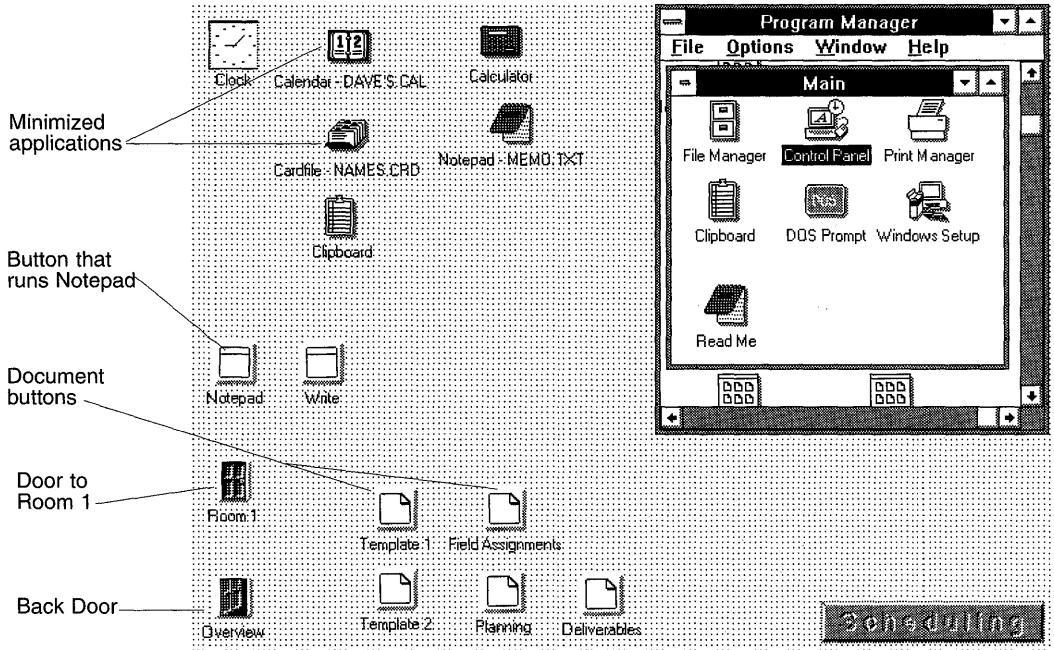 Minimized
applications
Button that
runs Notepad
Document
buttons
Door to
Room 1
Back Door
Clock
Calendar - DAVE'S.CAL
Calculator
Cardfile - NAMES.CRD
Notepad - MEMO.TXT
Clipboard
Notepad
Write
Room 1
Template 1
Field Assignments
Overview
Template 2
Planning
Deliverables
Scheduling
Program Manager
File Options Window Help
Main
File Manager
Control Panel
Print Manager
Clipboard
DOS
DOS Prompt
Windows Setup
Read Me
12
A